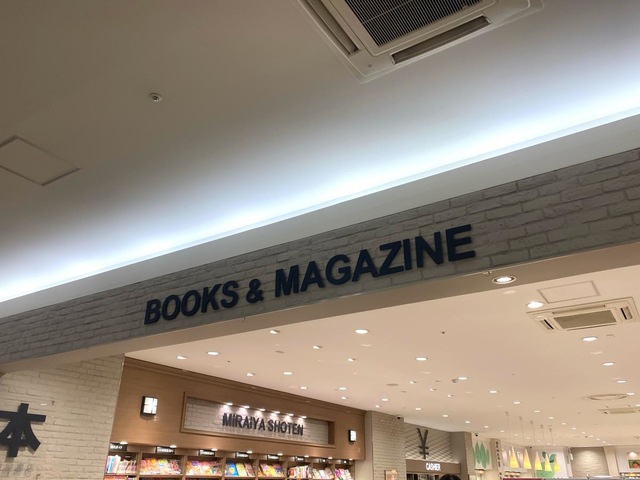 BOOKS & MAGAZINE
本
MIRAIYA SHOTEN
¥
CASHIER